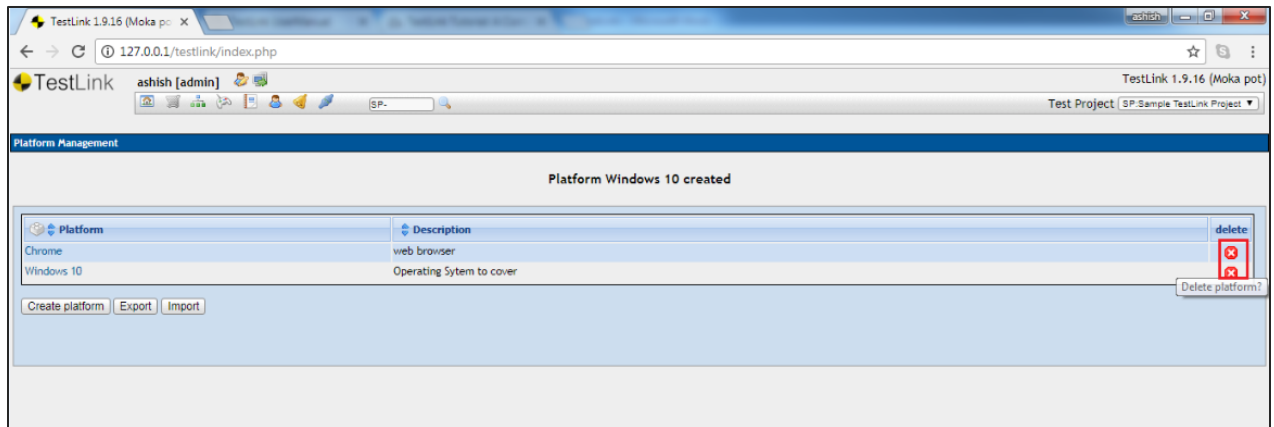 TestLink 1.9.16 (Moka po
ashish
127.0.0.1/testlink/index.php
TestLink ashish [admin]
TestLink 1.9.16 (Moka pot)
SP-
Test Project SP:Sample TestLink Project
Platform Management
Platform Windows 10 created
Platform Description delete
Chrome web browser
Windows 10 Operating Sytem to cover
Delete platform?
Create platform Export Import